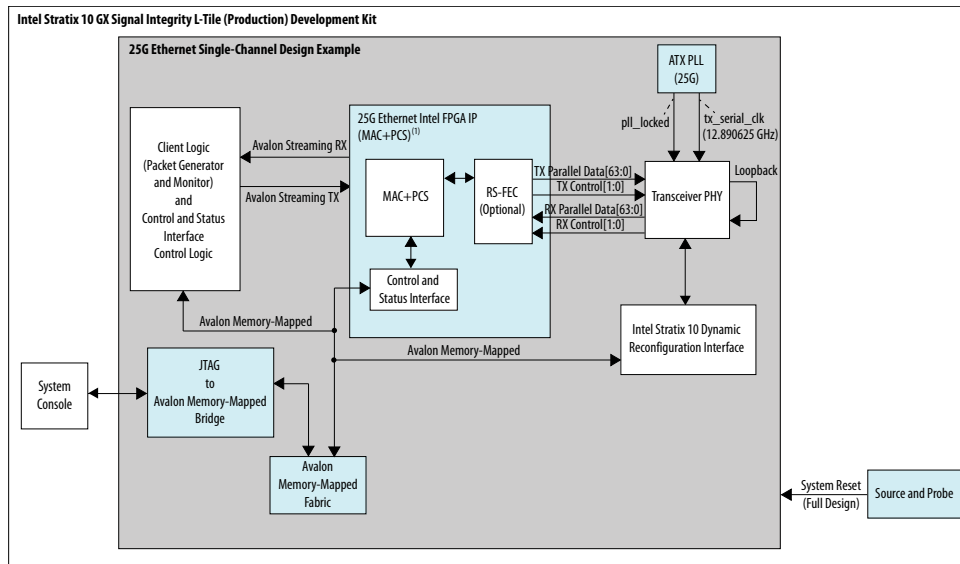 Intel Stratix 10 GX Signal Integrity L-Tile (Production) Development Kit
25G Ethernet Single-Channel Design Example
ATX PLL
(25G)
pll_locked
tx_serial_clk
(12.890625 GHz)
25G Ethernet Intel FPGA IP
(MAC+PCS)(1)
Client Logic
(Packet Generator
and Monitor)
and
Control and Status
Interface
Control Logic
Avalon Streaming RX
Avalon Streaming TX
MAC+PCS
RS-FEC
(Optional)
TX Parallel Data[63:0]
TX Control[1:0]
RX Parallel Data[63:0]
RX Control[1:0]
Transceiver PHY
Loopback
Control and
Status Interface
Avalon Memory-Mapped
Avalon Memory-Mapped
Intel Stratix 10 Dynamic
Reconfiguration Interface
System
Console
JTAG
to
Avalon Memory-Mapped
Bridge
Avalon
Memory-Mapped
Fabric
System Reset
(Full Design)
Source and Probe